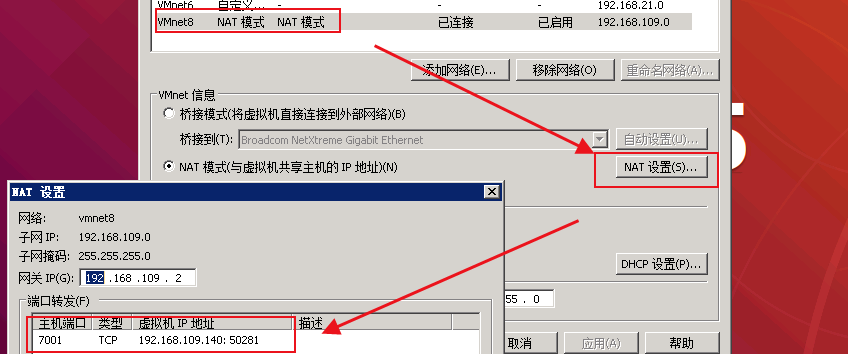 VMnet6 自定义... - - - 192.168.21.0
VMnet8 NAT 模式 NAT 模式 已连接 已启用 192.168.109.0
添加网络(E)... 移除网络(O) 重命名网络(A)...
VMnet 信息
桥接模式(将虚拟机直接连接到外部网络)(B)
桥接到(T): Broadcom NetXtreme Gigabit Ethernet 自动设置(U)...
NAT 模式(与虚拟机共享主机的 IP 地址)(N) NAT 设置(S)...
NAT 设置
网络: vmnet8
子网 IP: 192.168.109.0
子网掩码: 255.255.255.0
网关 IP(G): 192 .168 .109 . 2
DHCP 设置(P)...
端口转发(F)
55 . 0
主机端口 类型 虚拟机 IP 地址 描述
7001 TCP 192.168.109.140:50281
取消 应用(A) 帮助